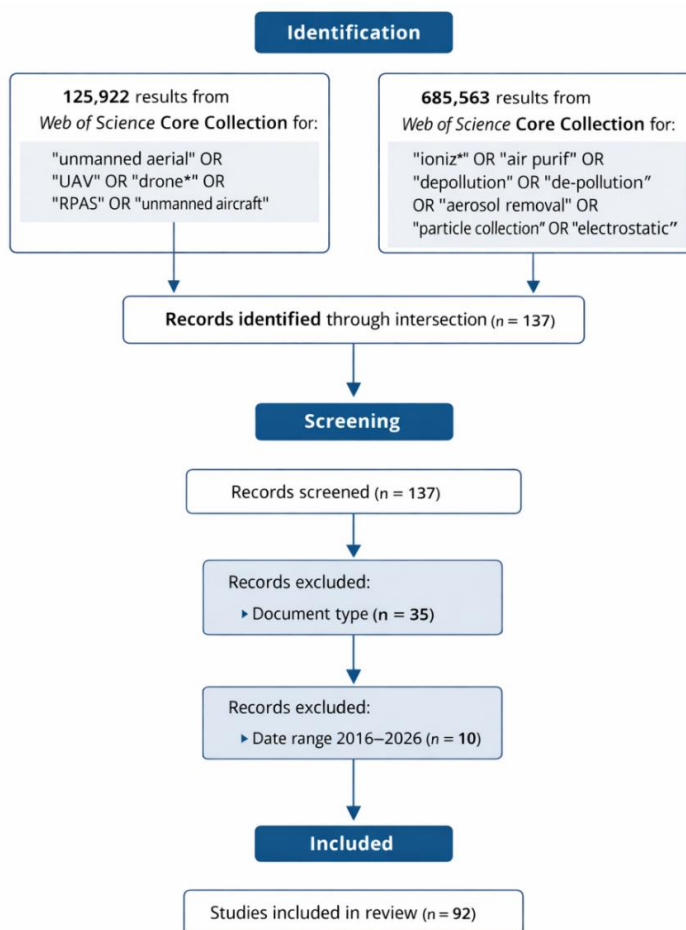 Identification
125,922 results from
Web of Science Core Collection for:
"unmanned aerial" OR
"UAV" OR "drone*" OR
"RPAS" OR "unmanned aircraft"
685,563 results from
Web of Science Core Collection for:
"ioniz*" OR "air purif" OR
"depollution" OR "de-pollution"
OR "aerosol removal" OR
"particle collection" OR "electrostatic"
Records identified through intersection (n = 137)
Screening
Records screened (n = 137)
Records excluded:
▸ Document type (n = 35)
Records excluded:
▸ Date range 2016–2026 (n = 10)
Included
Studies included in review (n = 92)